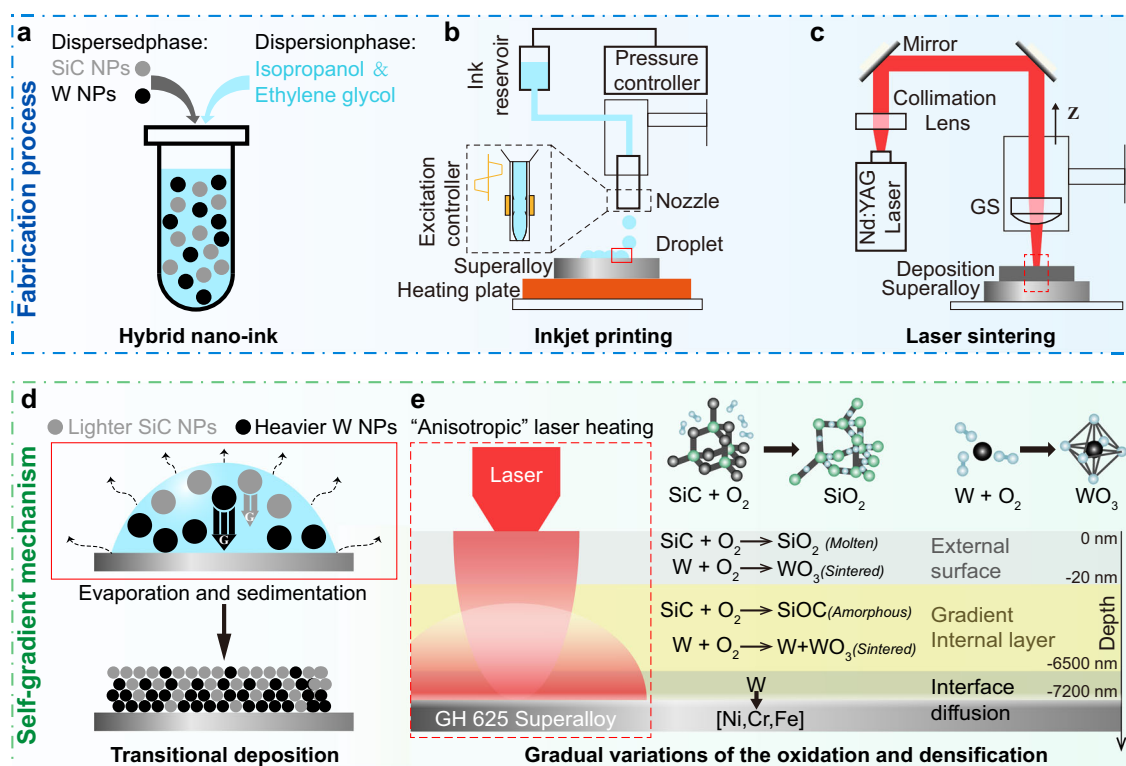 Fabrication process
a
Dispersedphase:
SiC NPs
W NPs
Dispersionphase:
Isopropanol &
Ethylene glycol
Hybrid nano-ink
b
Ink
reservoir
Pressure
controller
Excitation
controller
Nozzle
Droplet
Superalloy
Heating plate
Inkjet printing
c
Mirror
Collimation
Lens
Z
Nd:YAG
Laser
GS
Deposition
Superalloy
Laser sintering
Self-gradient mechanism
d
Lighter SiC NPs
Heavier W NPs
G
G
Evaporation and sedimentation
Transitional deposition
e
“Anisotropic” laser heating
Laser
GH 625 Superalloy
SiC + O₂
SiO₂
W + O₂
WO₃
SiC + O₂ → SiO₂ (Molten)
W + O₂ → WO₃ (Sintered)
External
surface
0 nm
-20 nm
SiC + O₂ → SiOC (Amorphous)
W + O₂ → W+WO₃ (Sintered)
Gradient
Internal layer
Depth
-6500 nm
W
[Ni,Cr,Fe]
Interface
diffusion
-7200 nm
Gradual variations of the oxidation and densification